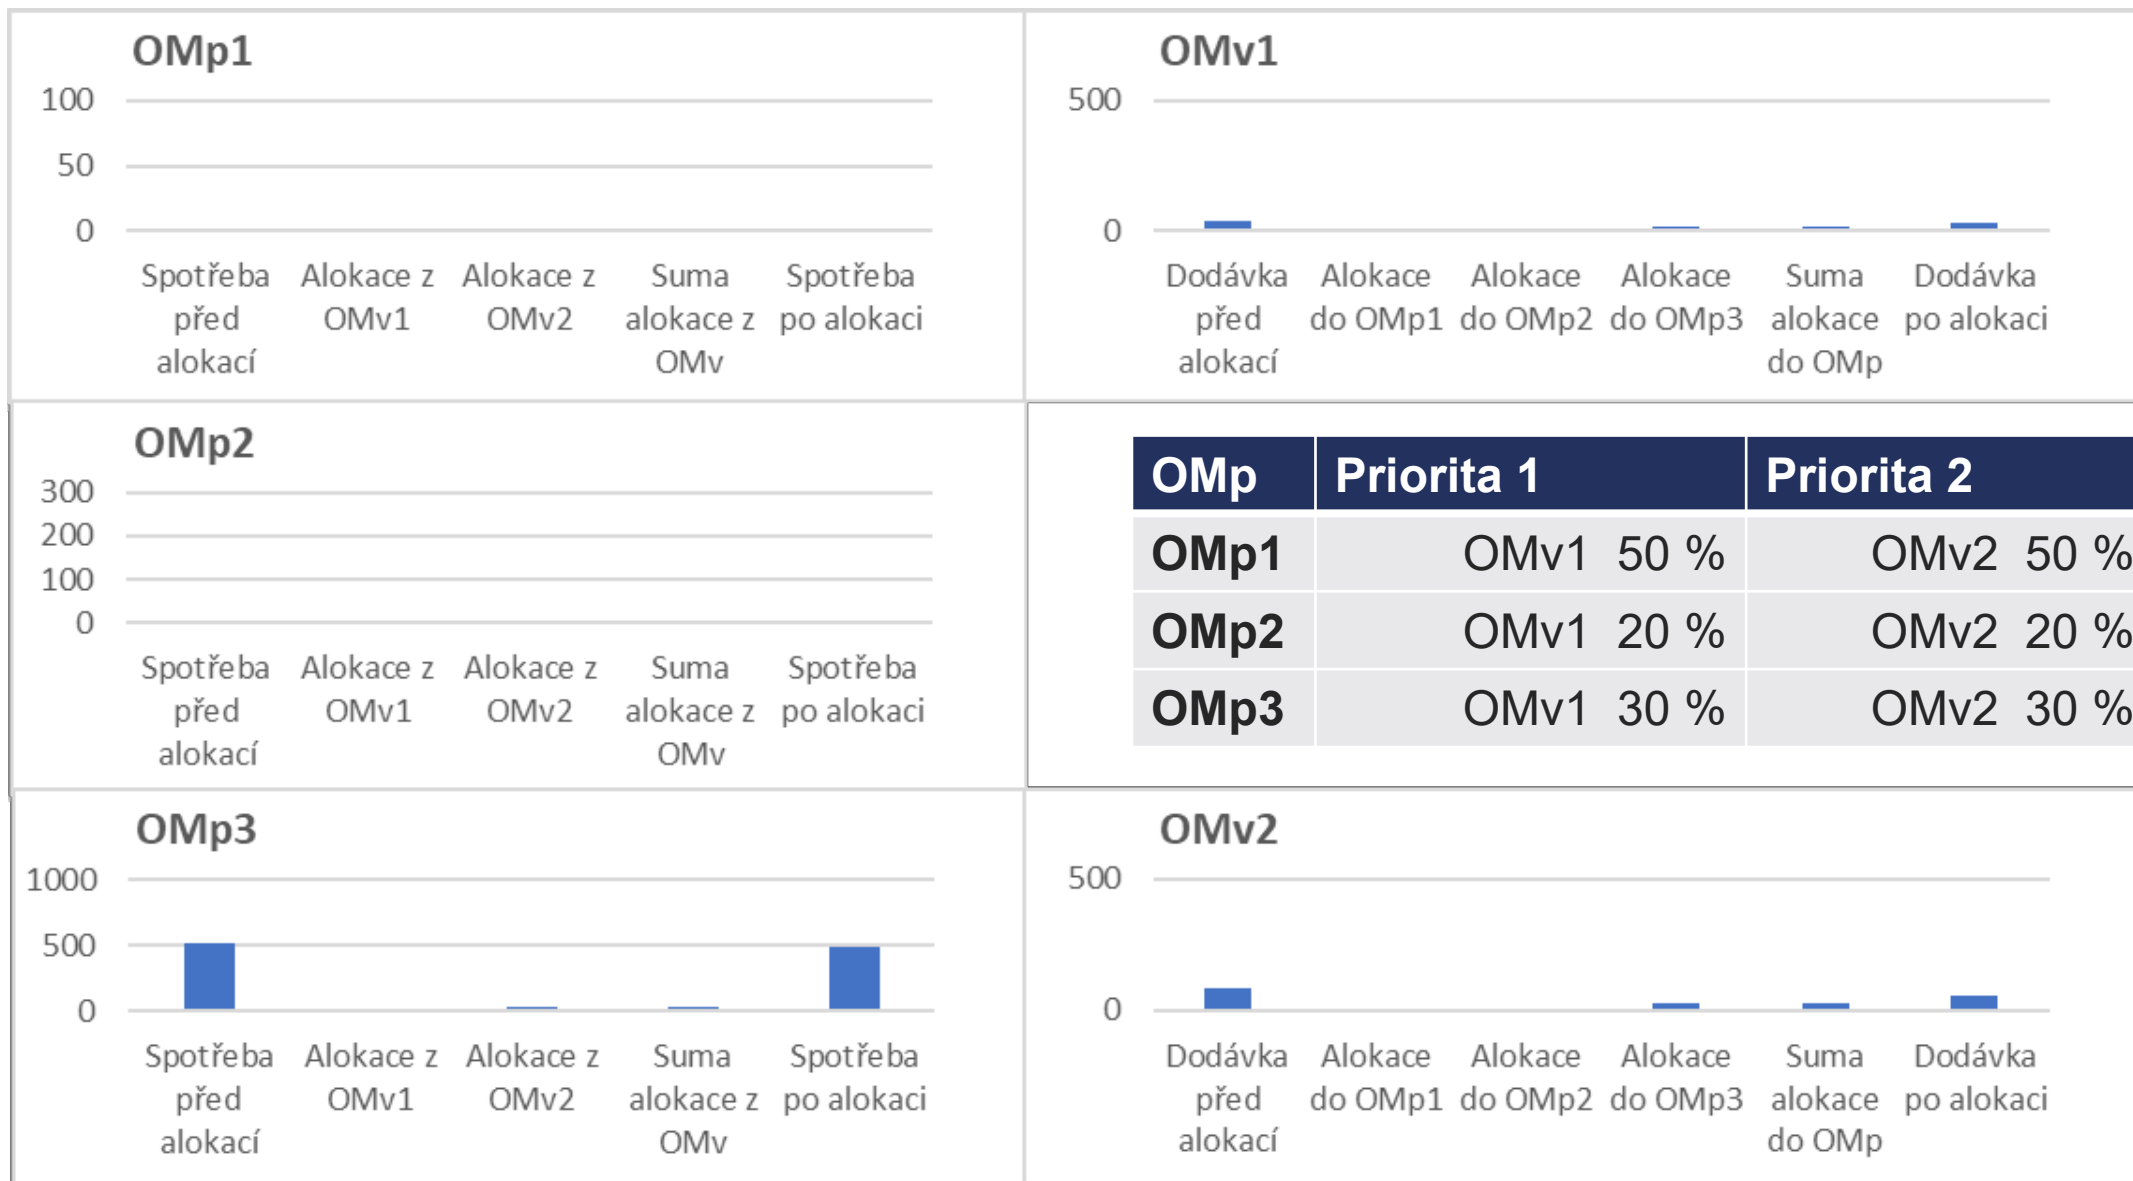 OMp1
100
50
0
Spotřeba Alokace z Alokace z Suma Spotřeba
před OMv1 OMv2 alokace z po alokaci
alokací OMv
OMv1
500
0
Dodávka Alokace Alokace Alokace Suma Dodávka
před do OMp1 do OMp2 do OMp3 alokace po alokaci
alokací do OMp
OMp2
300
200
100
0
Spotřeba Alokace z Alokace z Suma Spotřeba
před OMv1 OMv2 alokace z po alokaci
alokací OMv
OMp Priorita 1 Priorita 2
OMp1 OMv1 50 % OMv2 50 %
OMp2 OMv1 20 % OMv2 20 %
OMp3 OMv1 30 % OMv2 30 %
OMp3
1000
500
0
Spotřeba Alokace z Alokace z Suma Spotřeba
před OMv1 OMv2 alokace z po alokaci
alokací OMv
OMv2
500
0
Dodávka Alokace Alokace Alokace Suma Dodávka
před do OMp1 do OMp2 do OMp3 alokace po alokaci
alokací do OMp